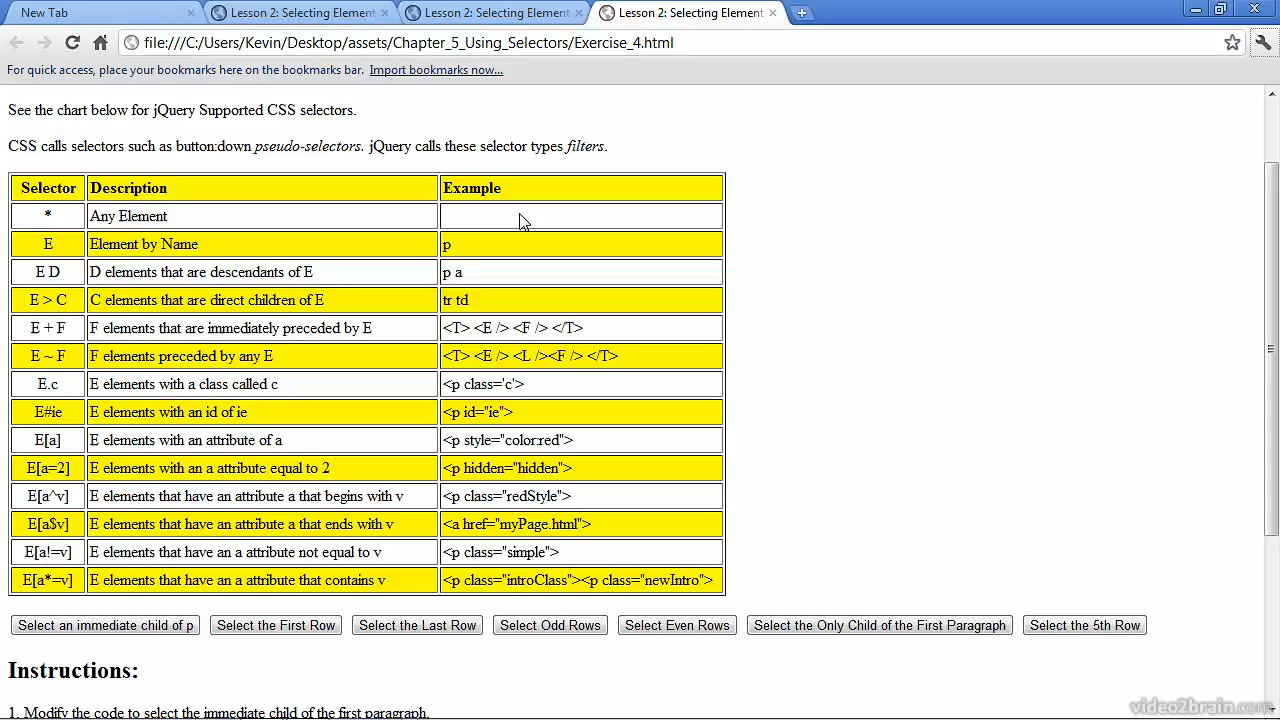 New Tab
Lesson 2: Selecting Element
Lesson 2: Selecting Element
Lesson 2: Selecting Element
file:///C:/Users/Kevin/Desktop/assets/Chapter_5_Using_Selectors/Exercise_4.html
For quick access, place your bookmarks here on the bookmarks bar. Import bookmarks now...
See the chart below for jQuery Supported CSS selectors.
CSS calls selectors such as button:down pseudo-selectors. jQuery calls these selector types filters.
Selector Description Example
* Any Element
E Element by Name p
E D D elements that are descendants of E p a
E > C C elements that are direct children of E tr td
E + F F elements that are immediately preceded by E <T> <E /> <F /> </T>
E ~ F F elements preceded by any E <T> <E /> <L /><F /> </T>
E.c E elements with a class called c <p class='c'>
E#ie E elements with an id of ie <p id="ie">
E[a] E elements with an attribute of a <p style="color:red">
E[a=2] E elements with an a attribute equal to 2 <p hidden="hidden">
E[a^v] E elements that have an attribute a that begins with v <p class="redStyle">
E[a$v] E elements that have an attribute a that ends with v <a href="myPage.html">
E[a!=v] E elements that have an a attribute not equal to v <p class="simple">
E[a*=v] E elements that have an a attribute that contains v <p class="introClass"><p class="newIntro">
Select an immediate child of p Select the First Row Select the Last Row Select Odd Rows Select Even Rows Select the Only Child of the First Paragraph Select the 5th Row
Instructions:
1. Modify the code to select the immediate child of the first paragraph.
video2brain.com